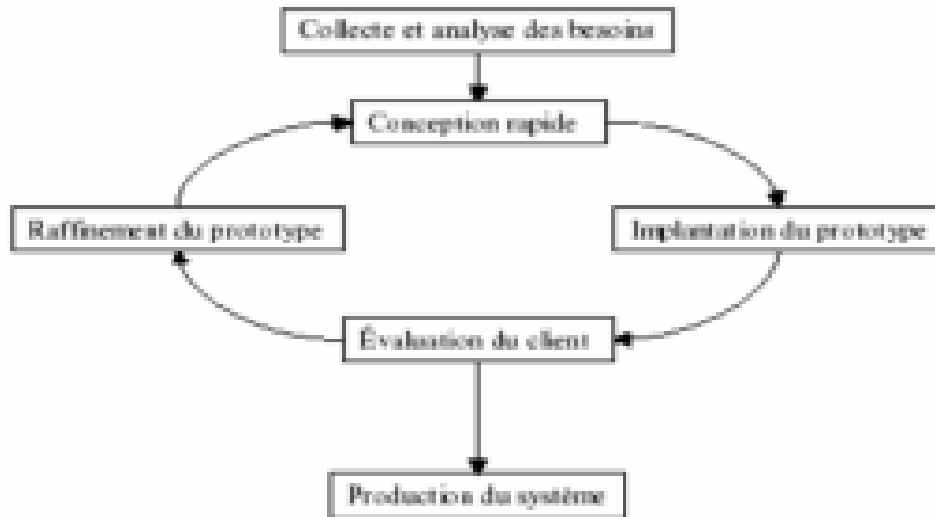 Collecte et analyse des besoins
Conception rapide
Raffinement du prototype
Implantation du prototype
Évaluation du client
Production du système